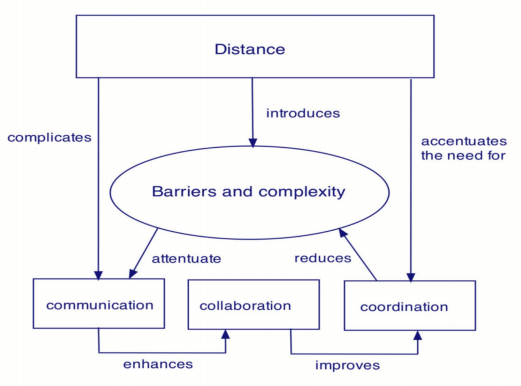 Distance
introduces
complicates
accentuates
the need for
Barriers and complexity
attentuate
reduces
communication
collaboration
coordination
enhances
improves